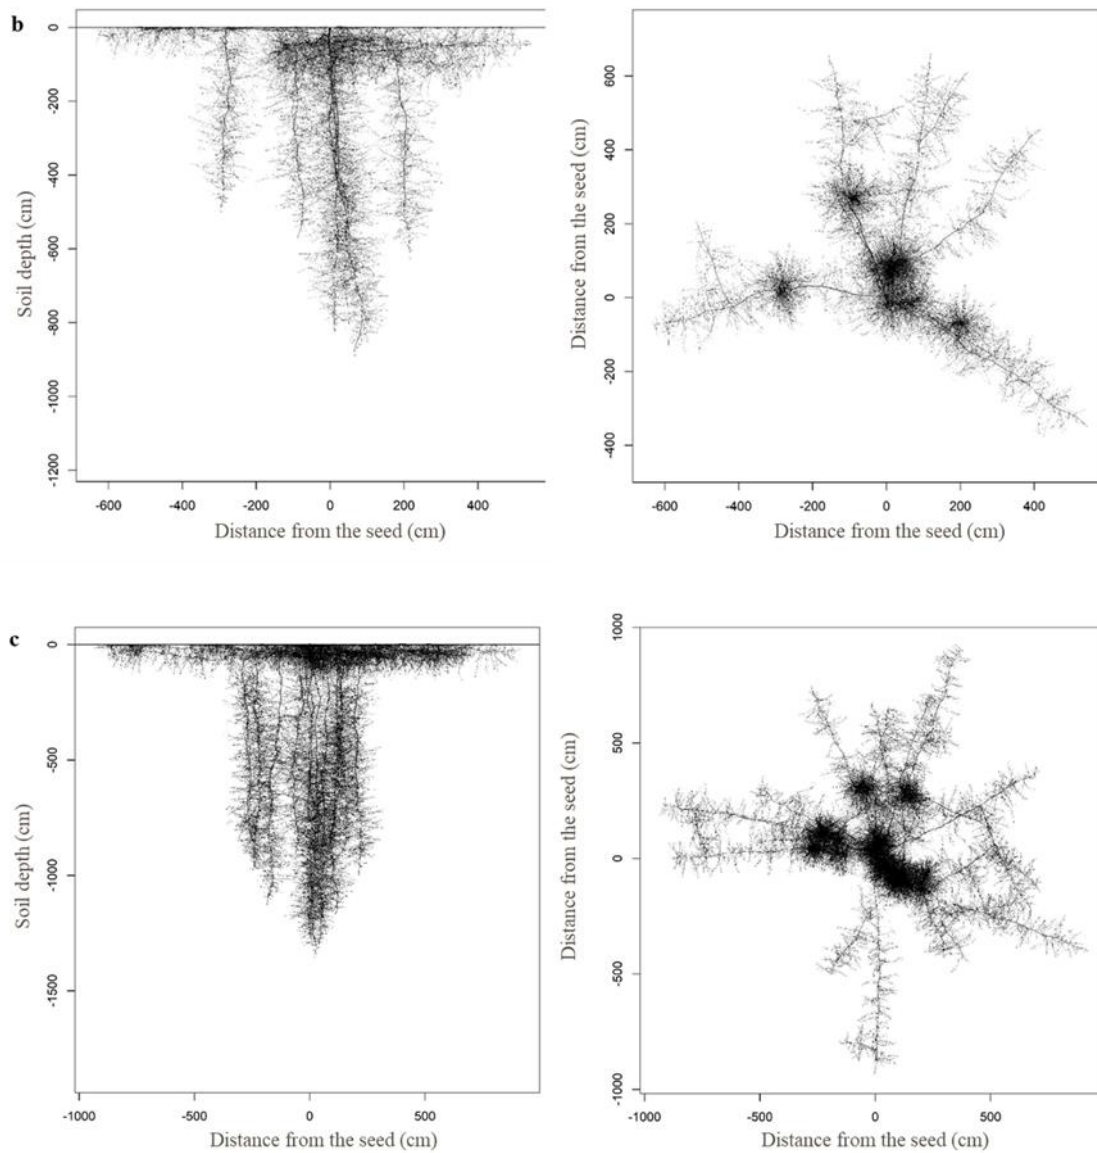 b
0
-200
-400
-600
-800
-1000
-1200
Soil depth (cm)
-600 -400 -200 0 200 400
Distance from the seed (cm)
600
400
200
0
-200
-400
Distance from the seed (cm)
-600 -400 -200 0 200 400
Distance from the seed (cm)
c
0
-500
-1000
-1500
Soil depth (cm)
-1000 -500 0 500
Distance from the seed (cm)
1000
500
0
-500
-1000
Distance from the seed (cm)
-1000 -500 0 500
Distance from the seed (cm)